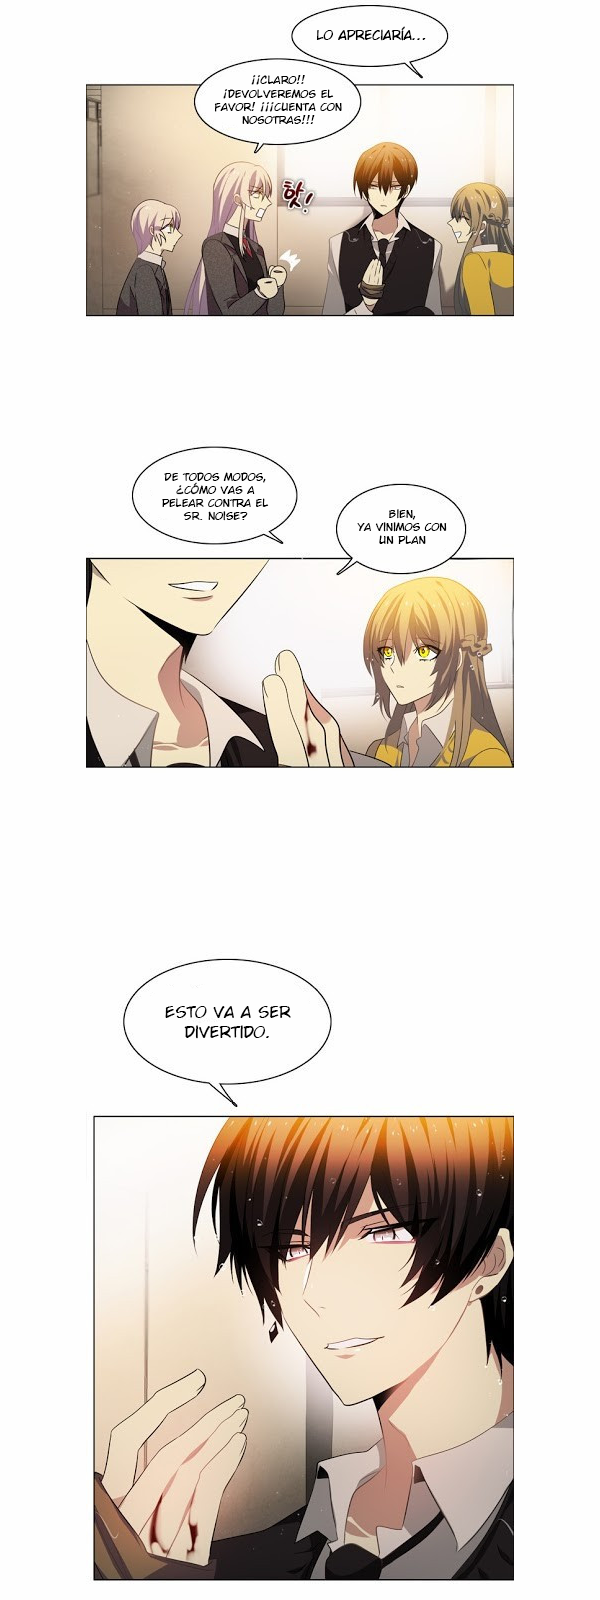 LO APRECIARÍA...
¡¡CLARO!!
¡DEVOLVEREMOS EL
FAVOR! ¡¡¡CUENTA CON
NOSOTRAS!!!
핫!
DE TODOS MODOS,
¿CÓMO VAS A
PELEAR CONTRA EL
SR. NOISE?
BIEN,
YA VINIMOS CON
UN PLAN
ESTO VA A SER
DIVERTIDO.